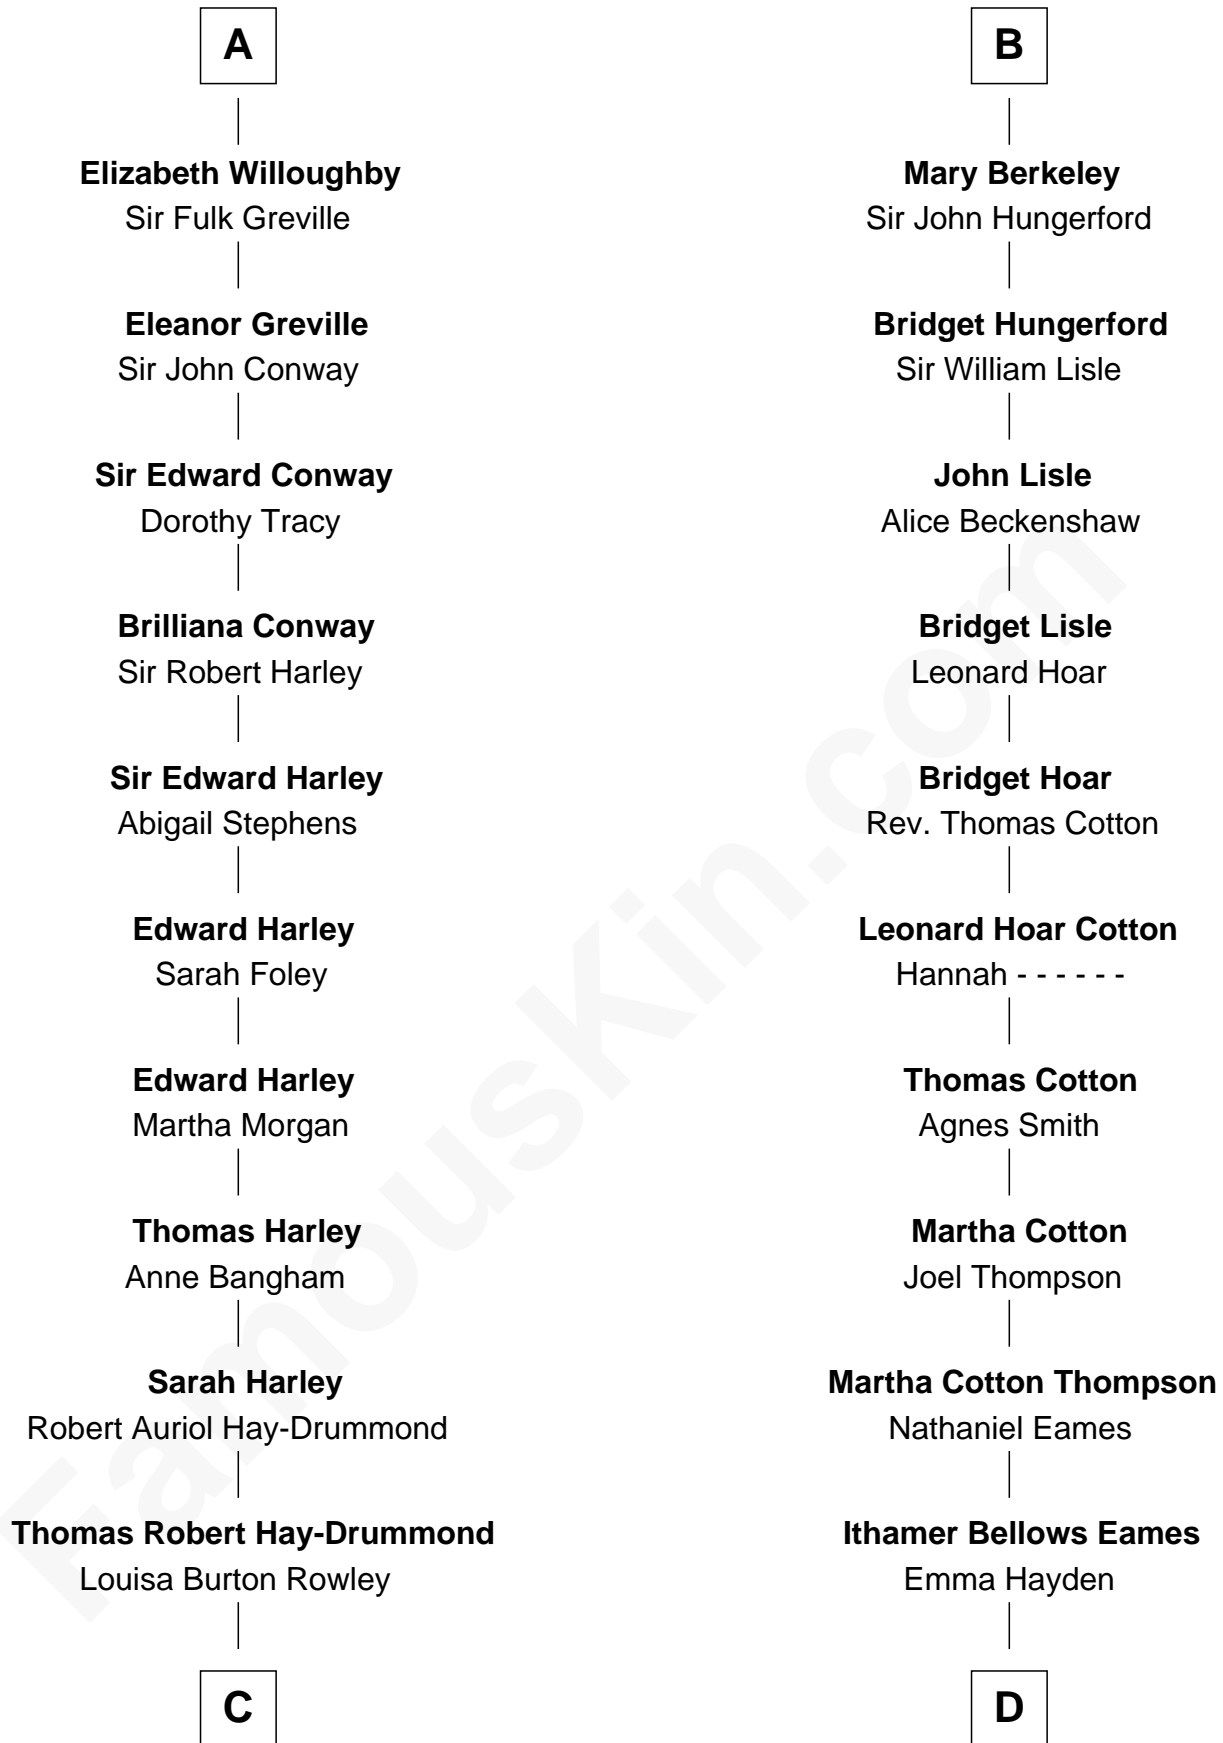 A
Elizabeth Willoughby
Sir Fulk Greville
Eleanor Greville
Sir John Conway
Sir Edward Conway
Dorothy Tracy
Brilliana Conway
Sir Robert Harley
Sir Edward Harley
Abigail Stephens
Edward Harley
Sarah Foley
Edward Harley
Martha Morgan
Thomas Harley
Anne Bangham
Sarah Harley
Robert Auriol Hay-Drummond
Thomas Robert Hay-Drummond
Louisa Burton Rowley
C
B
Mary Berkeley
Sir John Hungerford
Bridget Hungerford
Sir William Lisle
John Lisle
Alice Beckenshaw
Bridget Lisle
Leonard Hoar
Bridget Hoar
Rev. Thomas Cotton
Leonard Hoar Cotton
Hannah - - - - - -
Thomas Cotton
Agnes Smith
Martha Cotton
Joel Thompson
Martha Cotton Thompson
Nathaniel Eames
Ithamer Bellows Eames
Emma Hayden
D
FamousKin.com